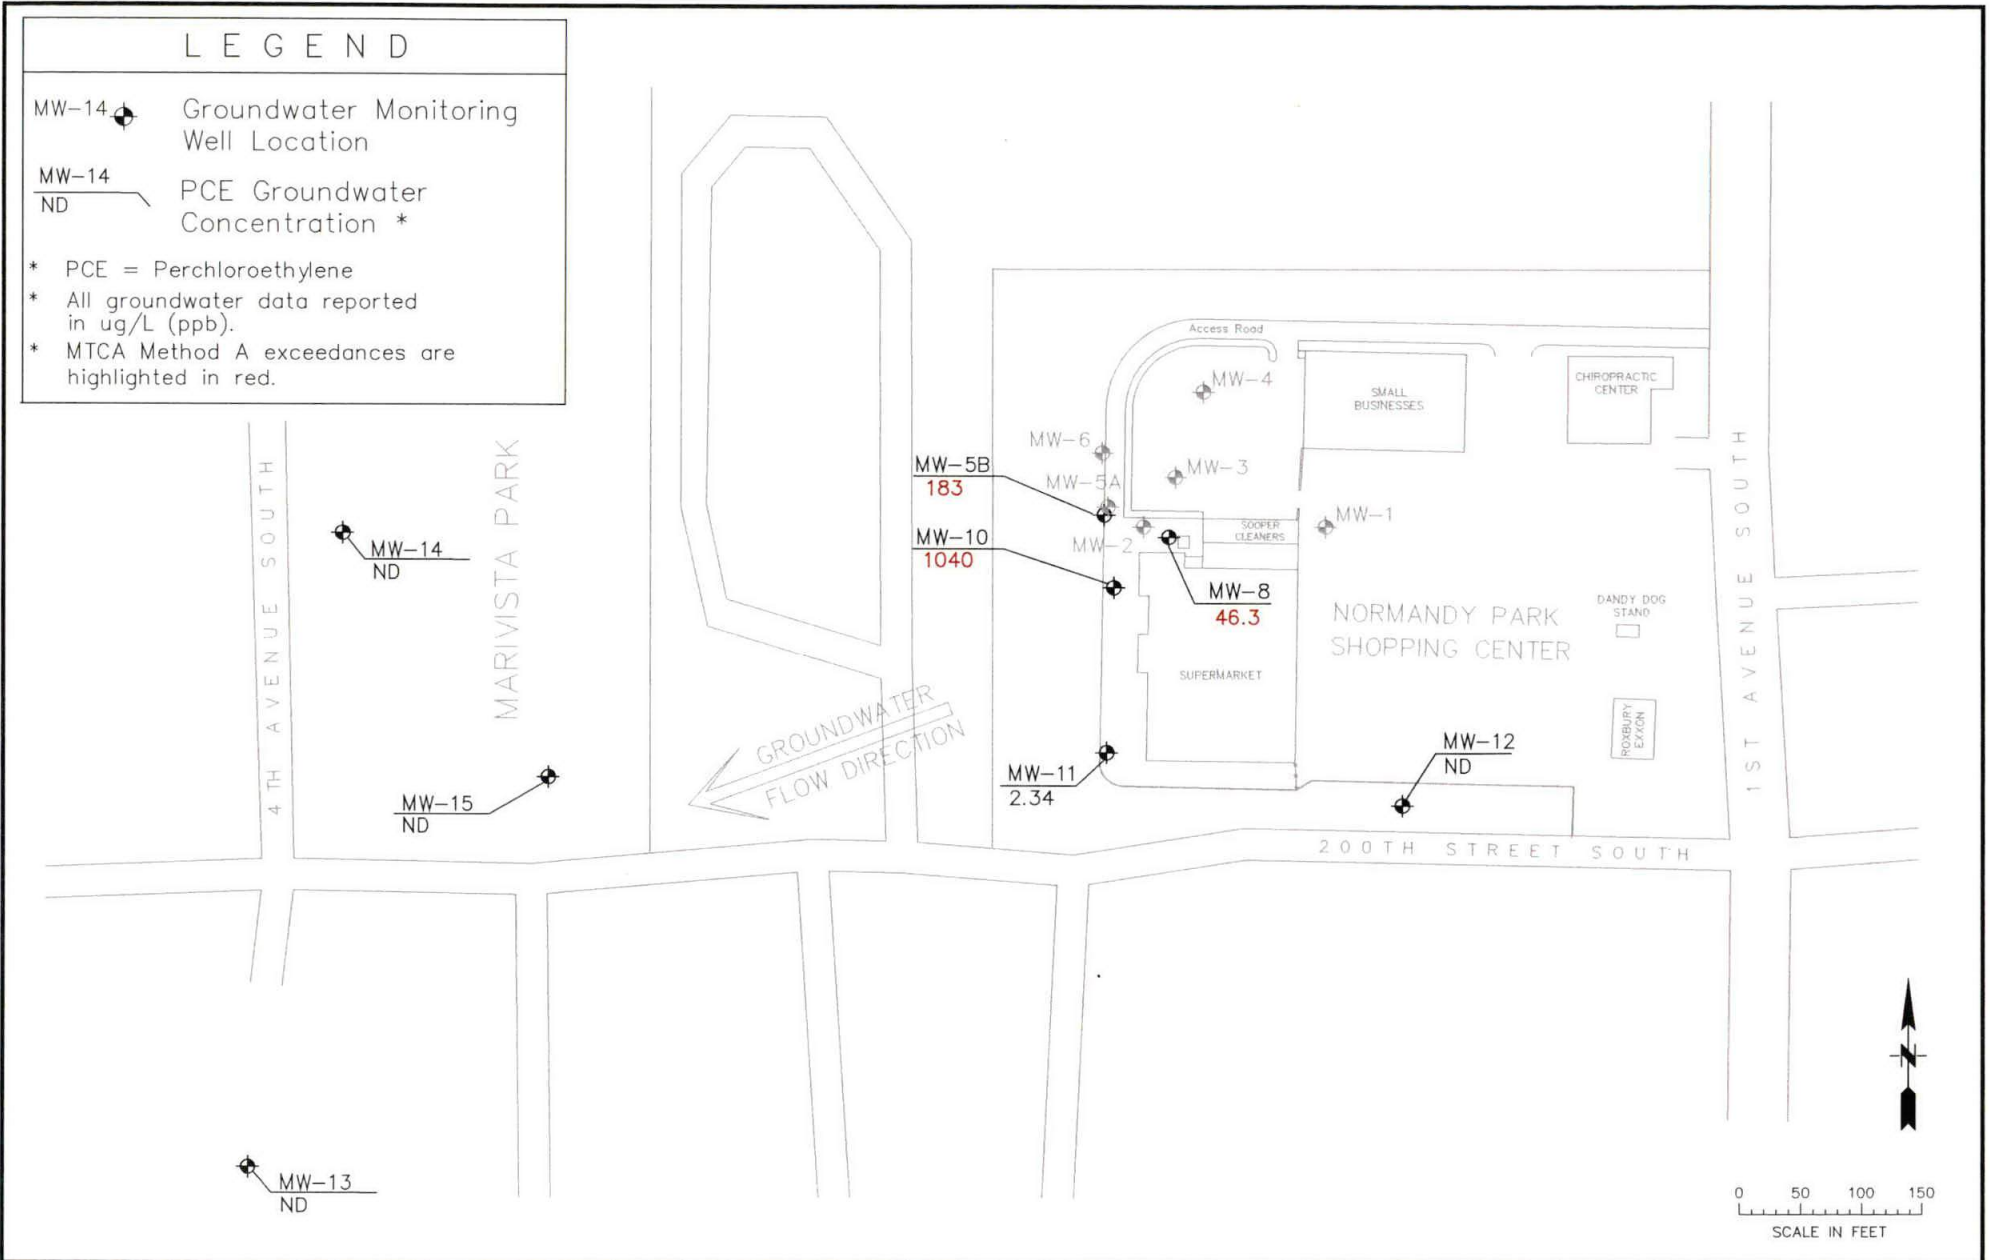 LEGEND
MW-14
Groundwater Monitoring
Well Location
MW-14
ND
PCE Groundwater
Concentration *
* PCE = Perchloroethylene
* All groundwater data reported
in ug/L (ppb).
* MTCA Method A exceedances are
highlighted in red.
4TH AVENUE SOUTH
MW-14
ND
MARIVISTA PARK
MW-15
ND
MW-13
ND
GROUNDWATER
FLOW DIRECTION
Access Road
MW-4
SMALL
BUSINESSES
CHIROPRACTIC
CENTER
MW-6
MW-5B
183
MW-5A
MW-3
MW-10
1040
MW-2
SOOPER
CLEANERS
MW-1
MW-8
46.3
NORMANDY PARK
SHOPPING CENTER
DANDY DOG
STAND
SUPERMARKET
ROXBURY
EXXON
MW-11
2.34
MW-12
ND
1ST AVENUE SOUTH
200TH STREET SOUTH
N
0 50 100 150
SCALE IN FEET